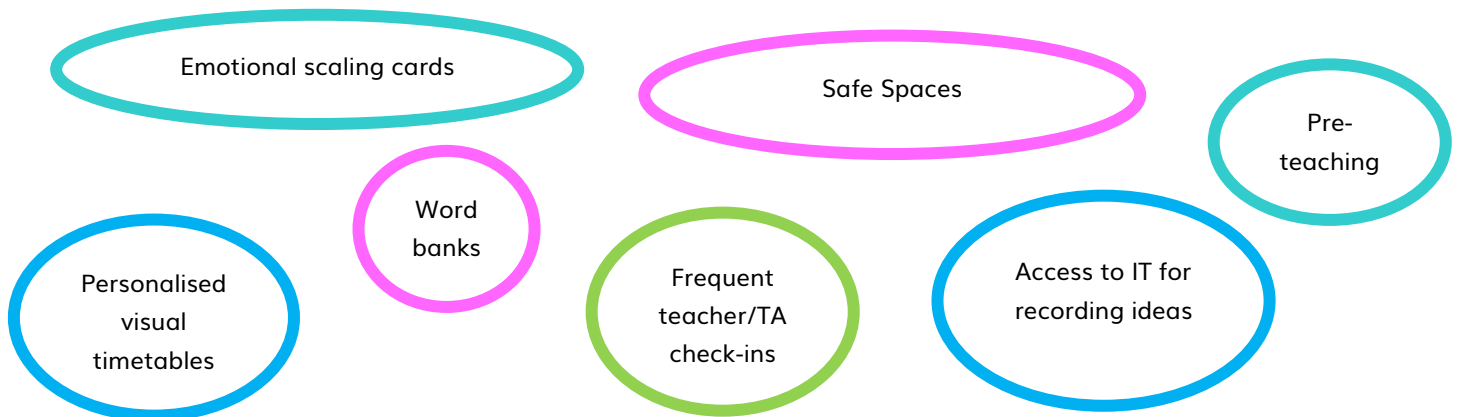 Emotional scaling cards
Safe Spaces
Pre-
teaching
Word
banks
Personalised
visual
timetables
Frequent
teacher/TA
check-ins
Access to IT for
recording ideas